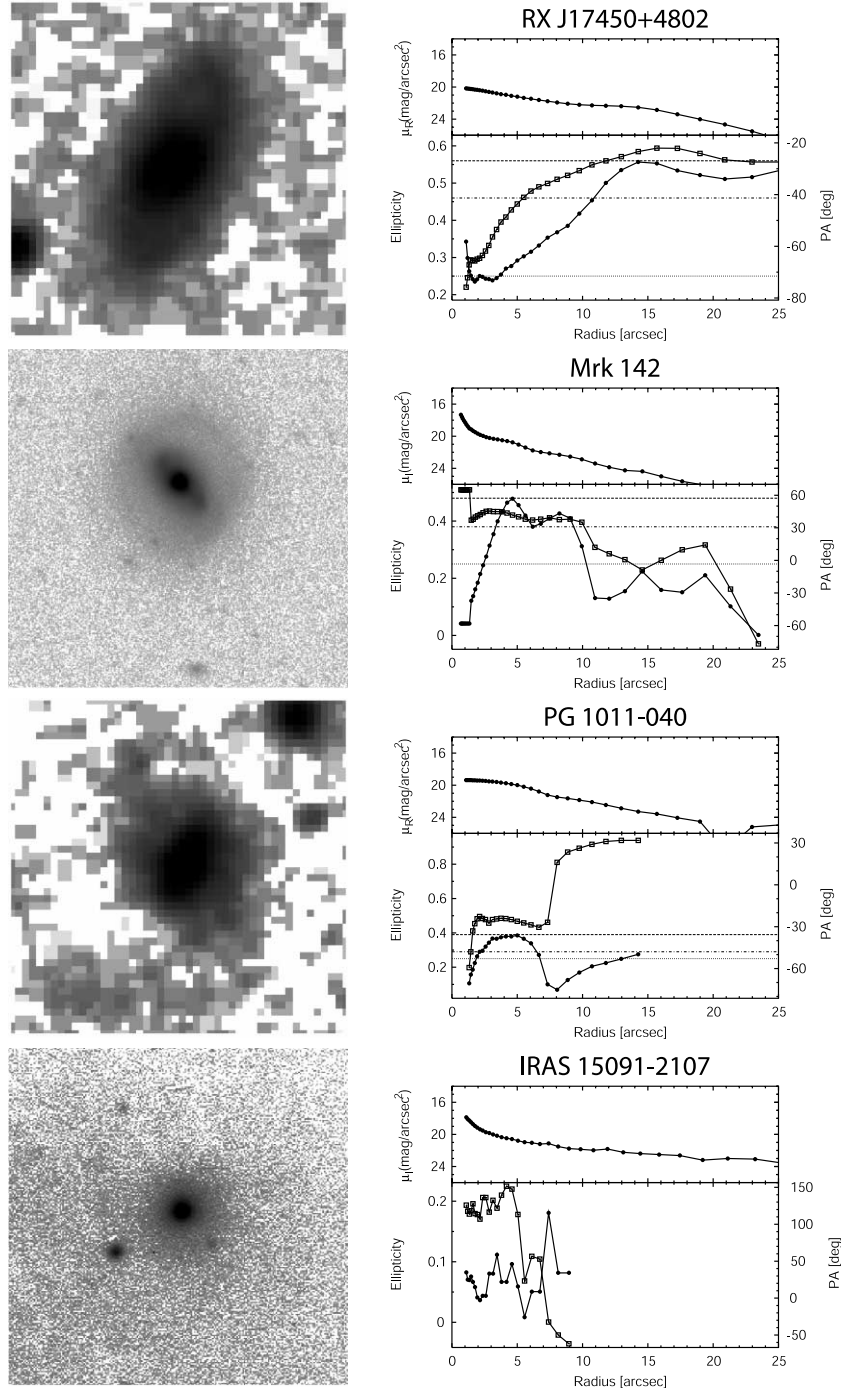 RX J17450+4802
μR(mag/arcsec²)
16
20
24
Ellipticity
0.6
0.5
0.4
0.3
0.2
PA [deg]
-20
-40
-60
-80
0 5 10 15 20 25
Radius [arcsec]
Mrk 142
μI(mag/arcsec²)
16
20
24
Ellipticity
0.4
0.2
0
PA [deg]
60
30
0
-30
-60
0 5 10 15 20 25
Radius [arcsec]
PG 1011-040
μR(mag/arcsec²)
16
20
24
Ellipticity
0.8
0.6
0.4
0.2
PA [deg]
30
0
-30
-60
0 5 10 15 20 25
Radius [arcsec]
IRAS 15091-2107
μI(mag/arcsec²)
16
20
24
Ellipticity
0.2
0.1
0
PA [deg]
150
100
50
0
-50
0 5 10 15 20 25
Radius [arcsec]